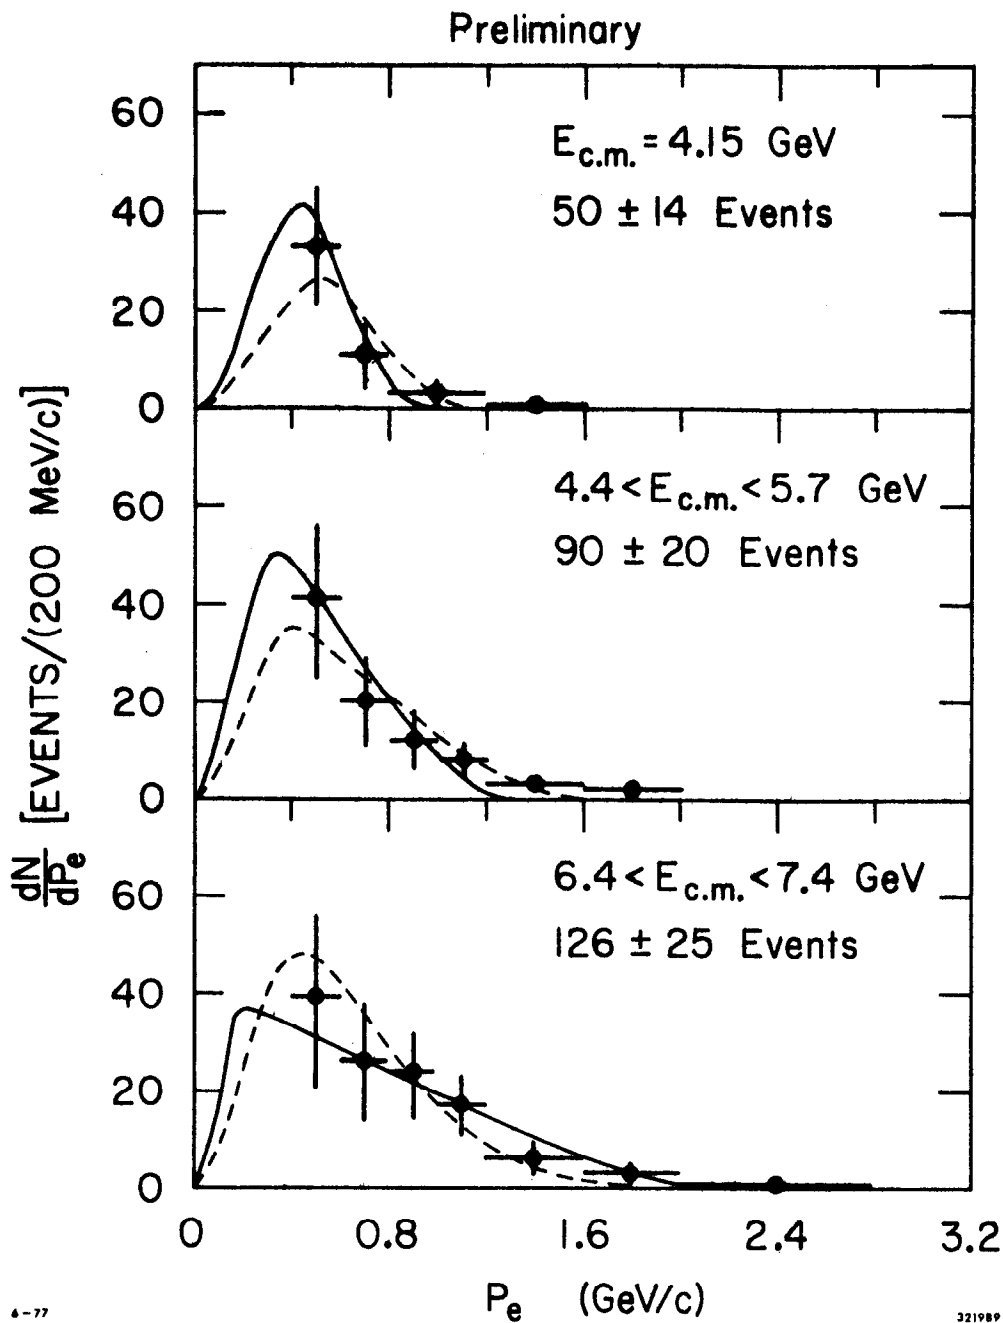 Preliminary
60
40
20
0
E_c.m. = 4.15 GeV
50 ± 14 Events
60
40
20
0
4.4 < E_c.m. < 5.7 GeV
90 ± 20 Events
60
40
20
0
6.4 < E_c.m. < 7.4 GeV
126 ± 25 Events
dN/dP_e [EVENTS/(200 MeV/c)]
0 0.8 1.6 2.4 3.2
P_e (GeV/c)
6-77
321989